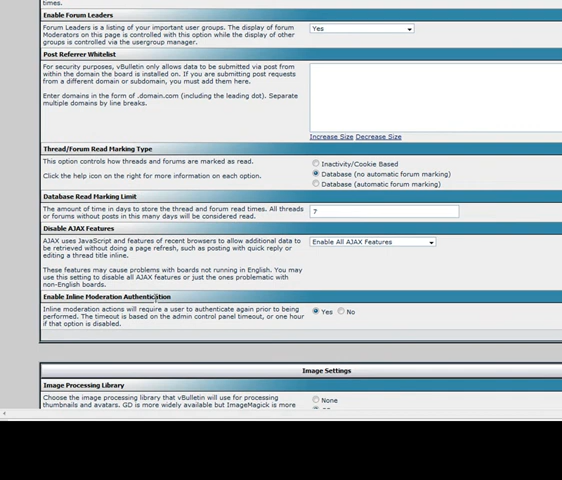 times.
Enable Forum Leaders
Forum Leaders is a listing of your important user groups. The display of forum
Moderators on this page is controlled with this option while the display of other
groups is controlled via the usergroup manager.
Yes
Post Referrer Whitelist
For security purposes, vBulletin only allows data to be submitted via post from
within the domain the board is installed on. If you are submitting post requests
from a different domain or subdomain, you must add them here.
Enter domains in the form of .domain.com (including the leading dot). Separate
multiple domains by line breaks.
Increase Size Decrease Size
Thread/Forum Read Marking Type
This option controls how threads and forums are marked as read.
Click the help icon on the right for more information on each option.
Inactivity/Cookie Based
Database (no automatic forum marking)
Database (automatic forum marking)
Database Read Marking Limit
The amount of time in days to store the thread and forum read times. All threads
or forums without posts in this many days will be considered read.
7
Disable AJAX Features
AJAX uses JavaScript and features of recent browsers to allow additional data to
be retrieved without doing a page refresh, such as posting with quick reply or
editing a thread title inline.
These features may cause problems with boards not running in English. You may
use this setting to disable all AJAX features or just the ones problematic with
non-English boards.
Enable All AJAX Features
Enable Inline Moderation Authentication
Inline moderation actions will require a user to authenticate again prior to being
performed. The timeout is based on the admin control panel timeout, or one hour
if that option is disabled.
Yes No
Image Settings
Image Processing Library
Choose the image processing library that vBulletin will use for processing
thumbnails and avatars. GD is more widely available but ImageMagick is more
None